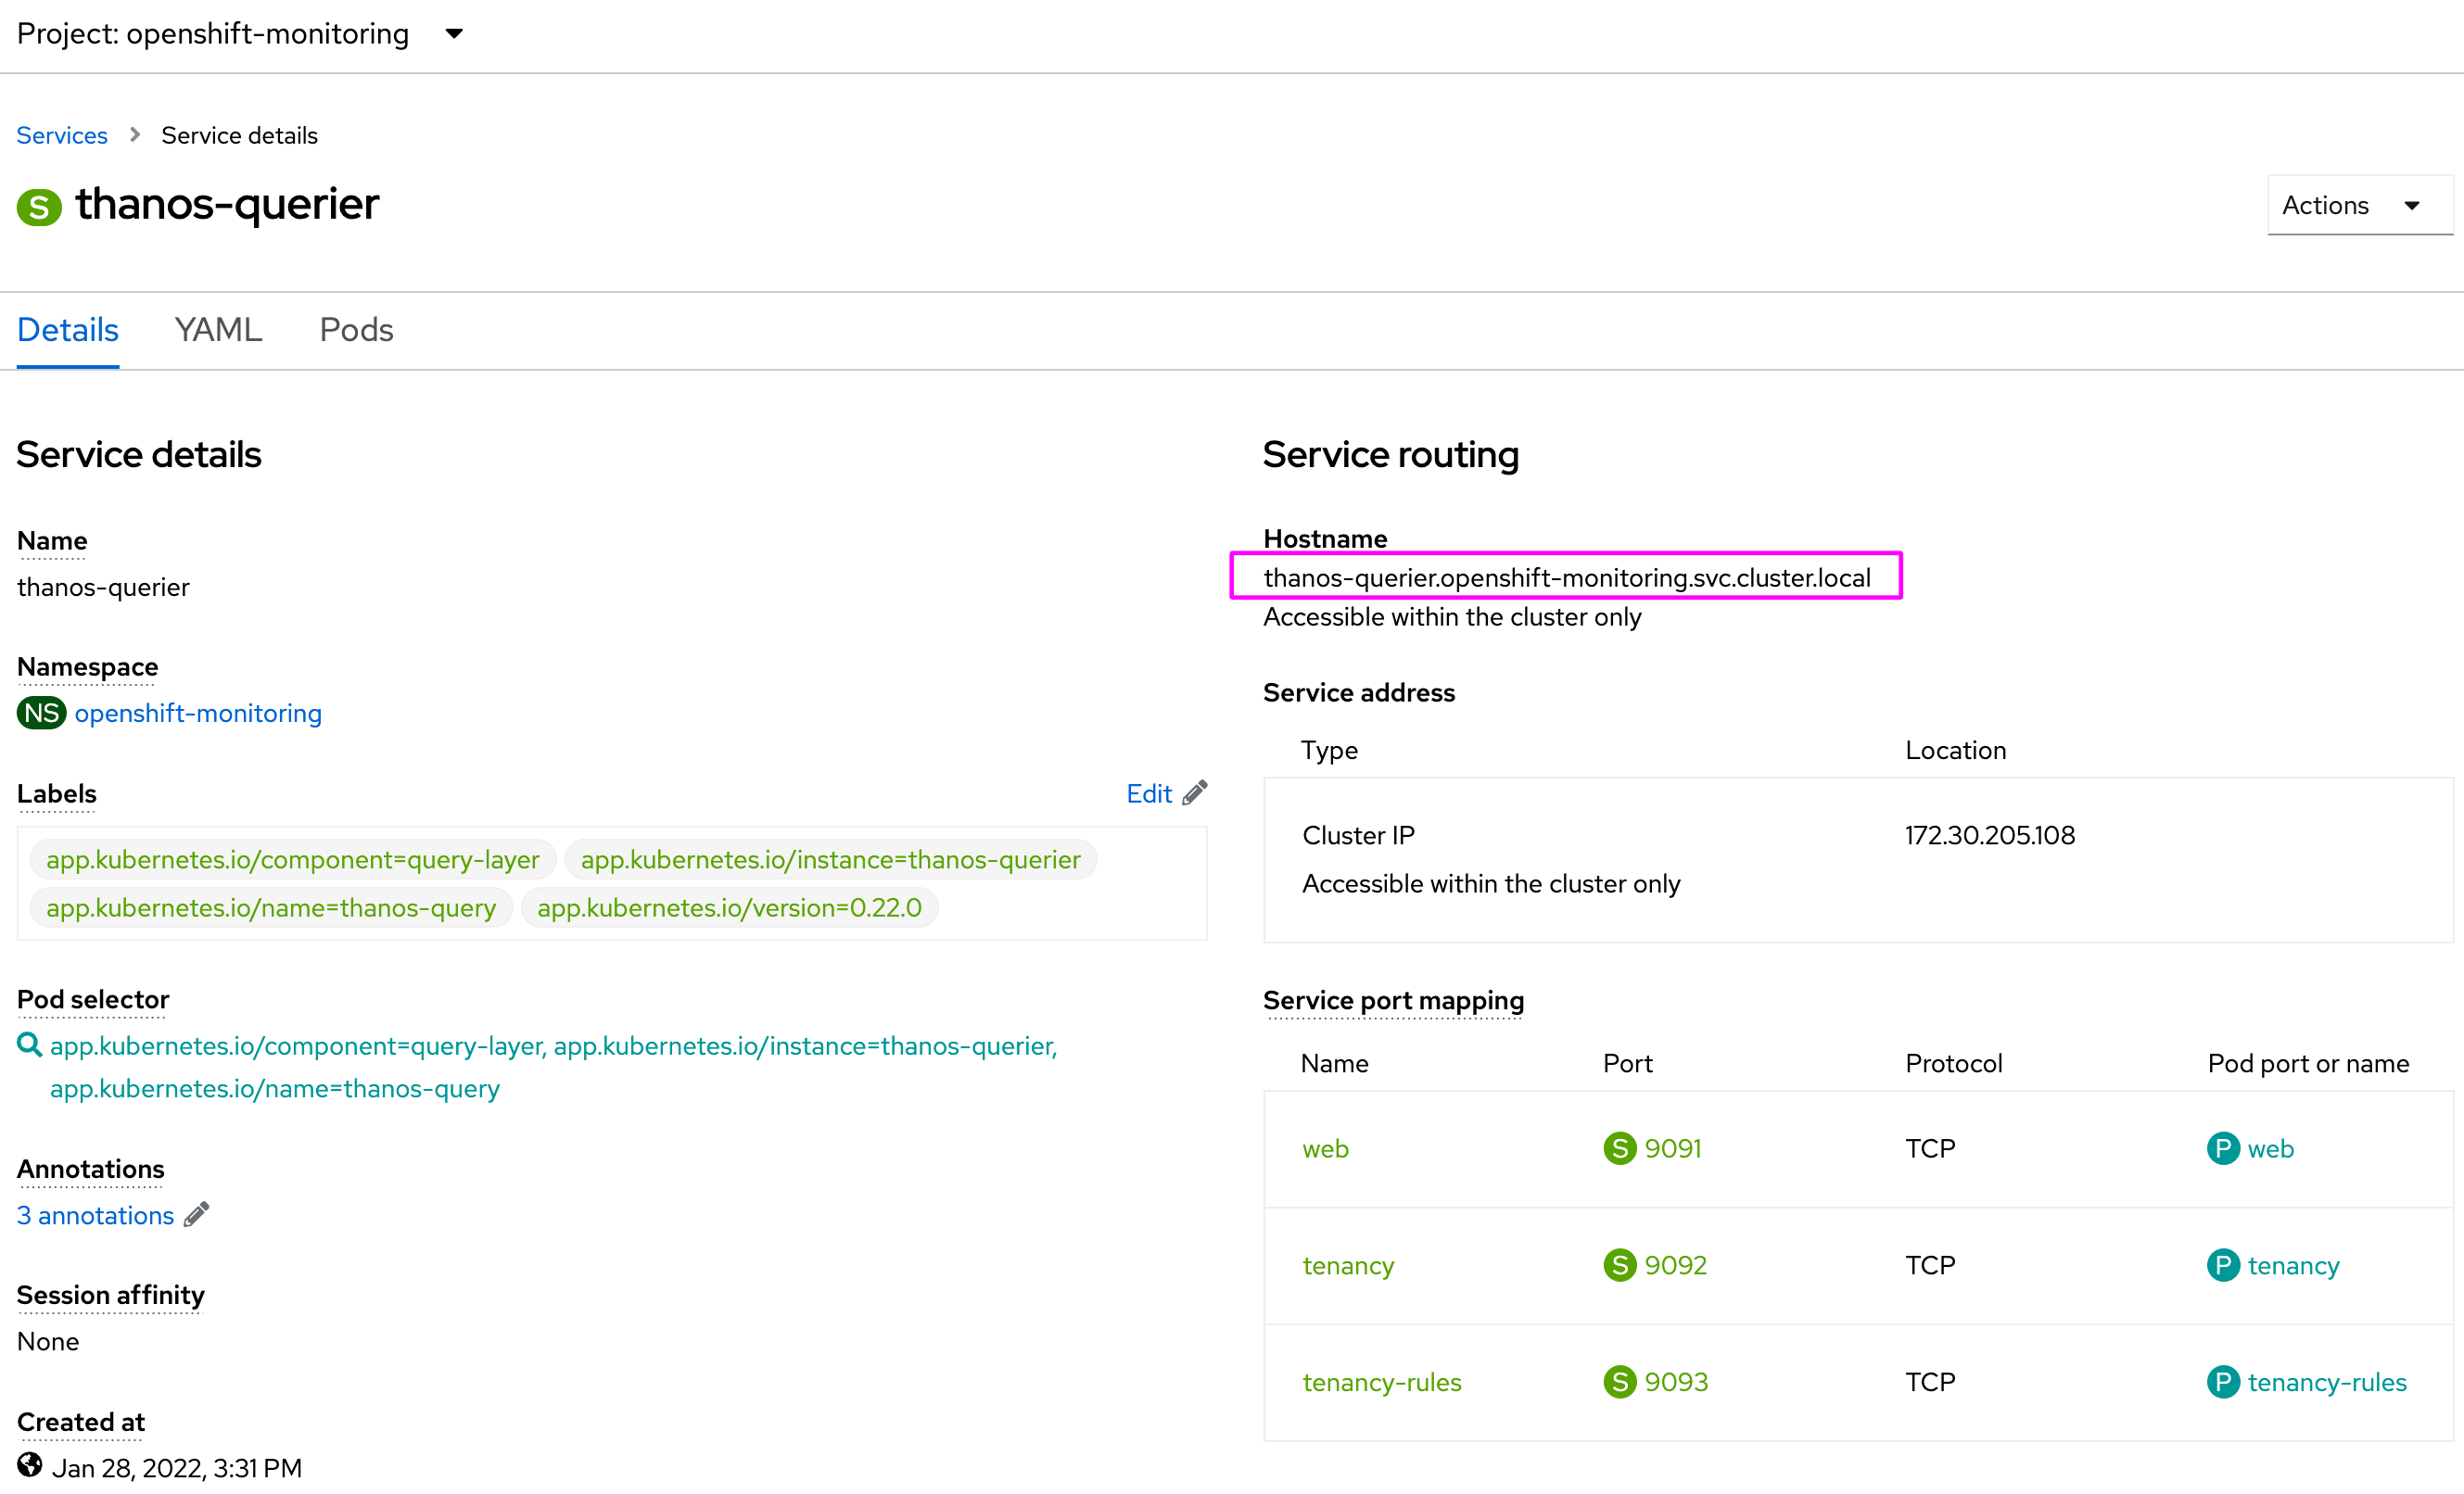 Project: openshift-monitoring
Services > Service details
S thanos-querier
Actions
Details YAML Pods
Service details
Name
thanos-querier
Namespace
NS openshift-monitoring
Labels
Edit
app.kubernetes.io/component=query-layer app.kubernetes.io/instance=thanos-querier
app.kubernetes.io/name=thanos-query app.kubernetes.io/version=0.22.0
Pod selector
app.kubernetes.io/component=query-layer, app.kubernetes.io/instance=thanos-querier,
app.kubernetes.io/name=thanos-query
Annotations
3 annotations
Session affinity
None
Created at
Jan 28, 2022, 3:31 PM
Service routing
Hostname
thanos-querier.openshift-monitoring.svc.cluster.local
Accessible within the cluster only
Service address
Type Location
Cluster IP 172.30.205.108
Accessible within the cluster only
Service port mapping
Name Port Protocol Pod port or name
web S 9091 TCP P web
tenancy S 9092 TCP P tenancy
tenancy-rules S 9093 TCP P tenancy-rules